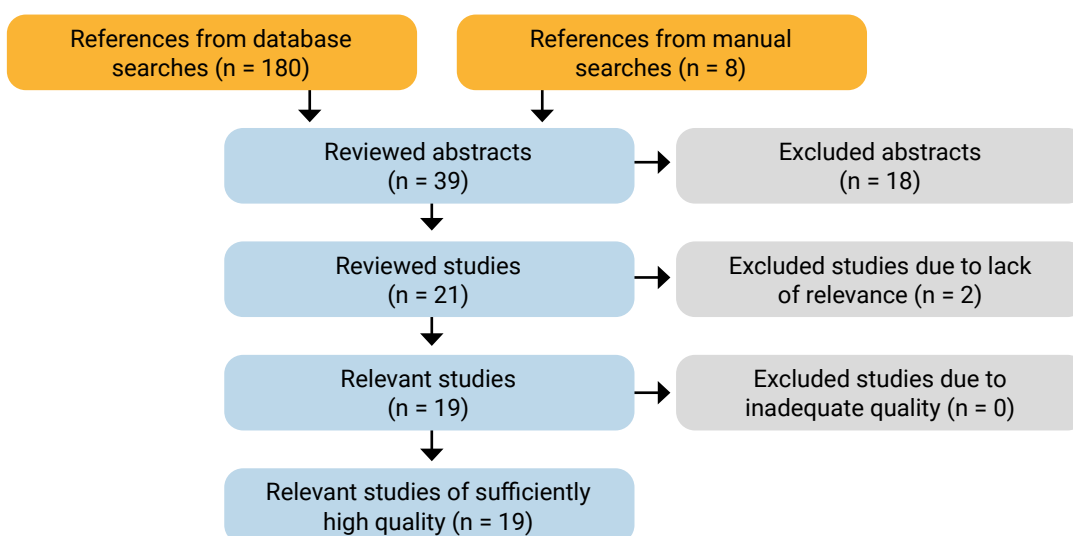 References from database
searches (n = 180)
References from manual
searches (n = 8)
Reviewed abstracts
(n = 39)
Excluded abstracts
(n = 18)
Reviewed studies
(n = 21)
Excluded studies due to lack
of relevance (n = 2)
Relevant studies
(n = 19)
Excluded studies due to
inadequate quality (n = 0)
Relevant studies of sufficiently
high quality (n = 19)